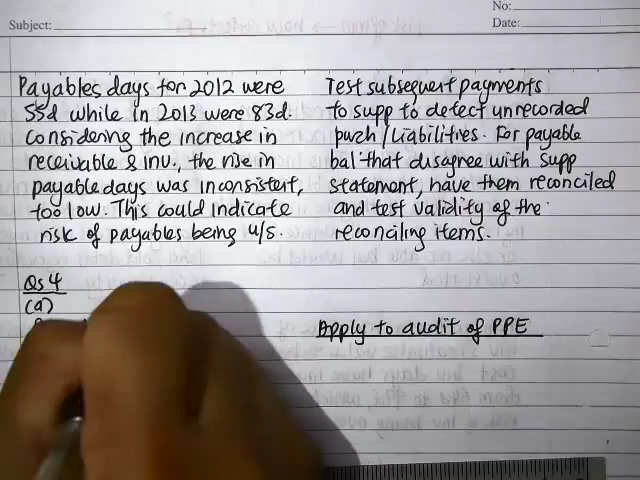 No:
Subject:
Date:
Payables days for 2012 were
55d while in 2013 were 83d.
Considering the increase in
receivable & inv., the rise in
payable days was inconsistent,
too low. This could indicate
risk of payables being u/s.
Test subsequent payments
to supp to detect unrecorded
purch/liabilities. For payable
bal that disagree with supp
statement, have them reconciled
and test validity of the
reconciling items.
Qs 4
(a)
Apply to audit of PPE